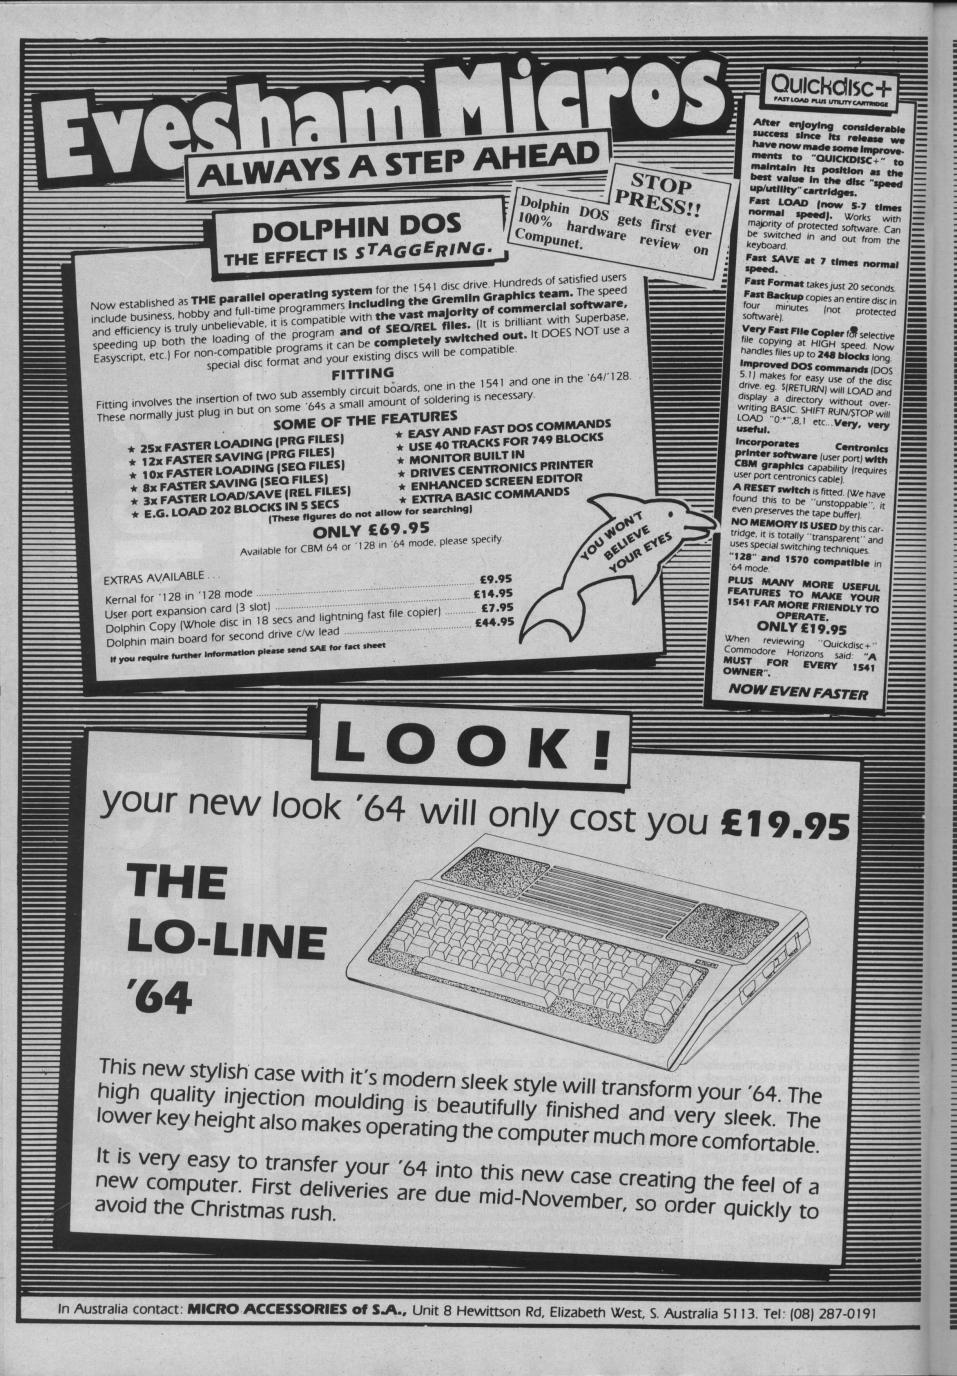 Evesham Micros
ALWAYS A STEP AHEAD
STOP
PRESS!!
Dolphin DOS gets first ever
100% hardware review on
Compunet.
DOLPHIN DOS
THE EFFECT IS STAGGERING.
Now established as THE parallel operating system for the 1541 disc drive. Hundreds of satisfied users
include business, hobby and full-time programmers including the Gremlin Graphics team. The speed
and efficiency is truly unbelievable, it is compatible with the vast majority of commercial software,
speeding up both the loading of the program and of SEQ/REL files. (It is brilliant with Superbase,
Easyscript, etc.) For non-compatible programs it can be completely switched out. It DOES NOT use a
special disc format and your existing discs will be compatible.
FITTING
Fitting involves the insertion of two sub assembly circuit boards, one in the 1541 and one in the '64/'128.
These normally just plug in but on some '64s a small amount of soldering is necessary.
SOME OF THE FEATURES
★ 25x FASTER LOADING (PRG FILES)
★ 12x FASTER SAVING (PRG FILES)
★ 10x FASTER LOADING (SEQ FILES)
★ 8x FASTER SAVING (SEQ FILES)
★ 3x FASTER LOAD/SAVE (REL FILES)
★ E.G. LOAD 202 BLOCKS IN 5 SECS
★ EASY AND FAST DOS COMMANDS
★ USE 40 TRACKS FOR 749 BLOCKS
★ MONITOR BUILT IN
★ DRIVES CENTRONICS PRINTER
★ ENHANCED SCREEN EDITOR
★ EXTRA BASIC COMMANDS
(These figures do not allow for searching)
ONLY £69.95
Available for CBM 64 or '128 in '64 mode, please specify.
YOU WON'T
BELIEVE
YOUR EYES
EXTRAS AVAILABLE . . .
Kernal for '128 in '128 mode ........ £9.95
User port expansion card (3 slot) ........ £14.95
Dolphin Copy (Whole disc in 18 secs and lightning fast file copier) ........ £7.95
Dolphin main board for second drive c/w lead ........ £44.95
If you require further information please send SAE for fact sheet
Quickdisc+
FAST LOAD PLUS UTILITY CARTRIDGE
After enjoying considerable
success since its release we
have now made some improve-
ments to "QUICKDISC+" to
maintain its position as the
best value in the disc "speed
up/utility" cartridges.
Fast LOAD (now 5-7 times
normal speed). Works with
majority of protected software. Can
be switched in and out from the
keyboard.
Fast SAVE at 7 times normal
speed.
Fast Format takes just 20 seconds.
Fast Backup copies an entire disc in
four minutes (not protected
software).
Very Fast File Copier for selective
file copying at HIGH speed. Now
handles files up to 248 blocks long.
Improved DOS commands (DOS
5.1) makes for easy use of the disc
drive. eg. $(RETURN) will LOAD and
display a directory without over-
writing BASIC. SHIFT RUN/STOP will
LOAD "0:*",8,1 etc...Very, very
useful.
Incorporates Centronics
printer software (user port) with
CBM graphics capability (requires
user port centronics cable).
A RESET switch is fitted. (We have
found this to be "unstoppable", it
even preserves the tape buffer).
NO MEMORY IS USED by this car-
tridge, it is totally "transparent" and
uses special switching techniques.
"128" and 1570 compatible in
'64 mode.
PLUS MANY MORE USEFUL
FEATURES TO MAKE YOUR
1541 FAR MORE FRIENDLY TO
OPERATE.
ONLY £19.95
When reviewing "Quickdisc+"
Commodore Horizons said: "A
MUST FOR EVERY 1541
OWNER".
NOW EVEN FASTER
LOOK!
your new look '64 will only cost you £19.95
THE
LO-LINE
'64
This new stylish case with it's modern sleek style will transform your '64. The
high quality injection moulding is beautifully finished and very sleek. The
lower key height also makes operating the computer much more comfortable.
It is very easy to transfer your '64 into this new case creating the feel of a
new computer. First deliveries are due mid-November, so order quickly to
avoid the Christmas rush.
In Australia contact: MICRO ACCESSORIES of S.A., Unit 8 Hewittson Rd, Elizabeth West, S. Australia 5113. Tel: (08) 287-0191